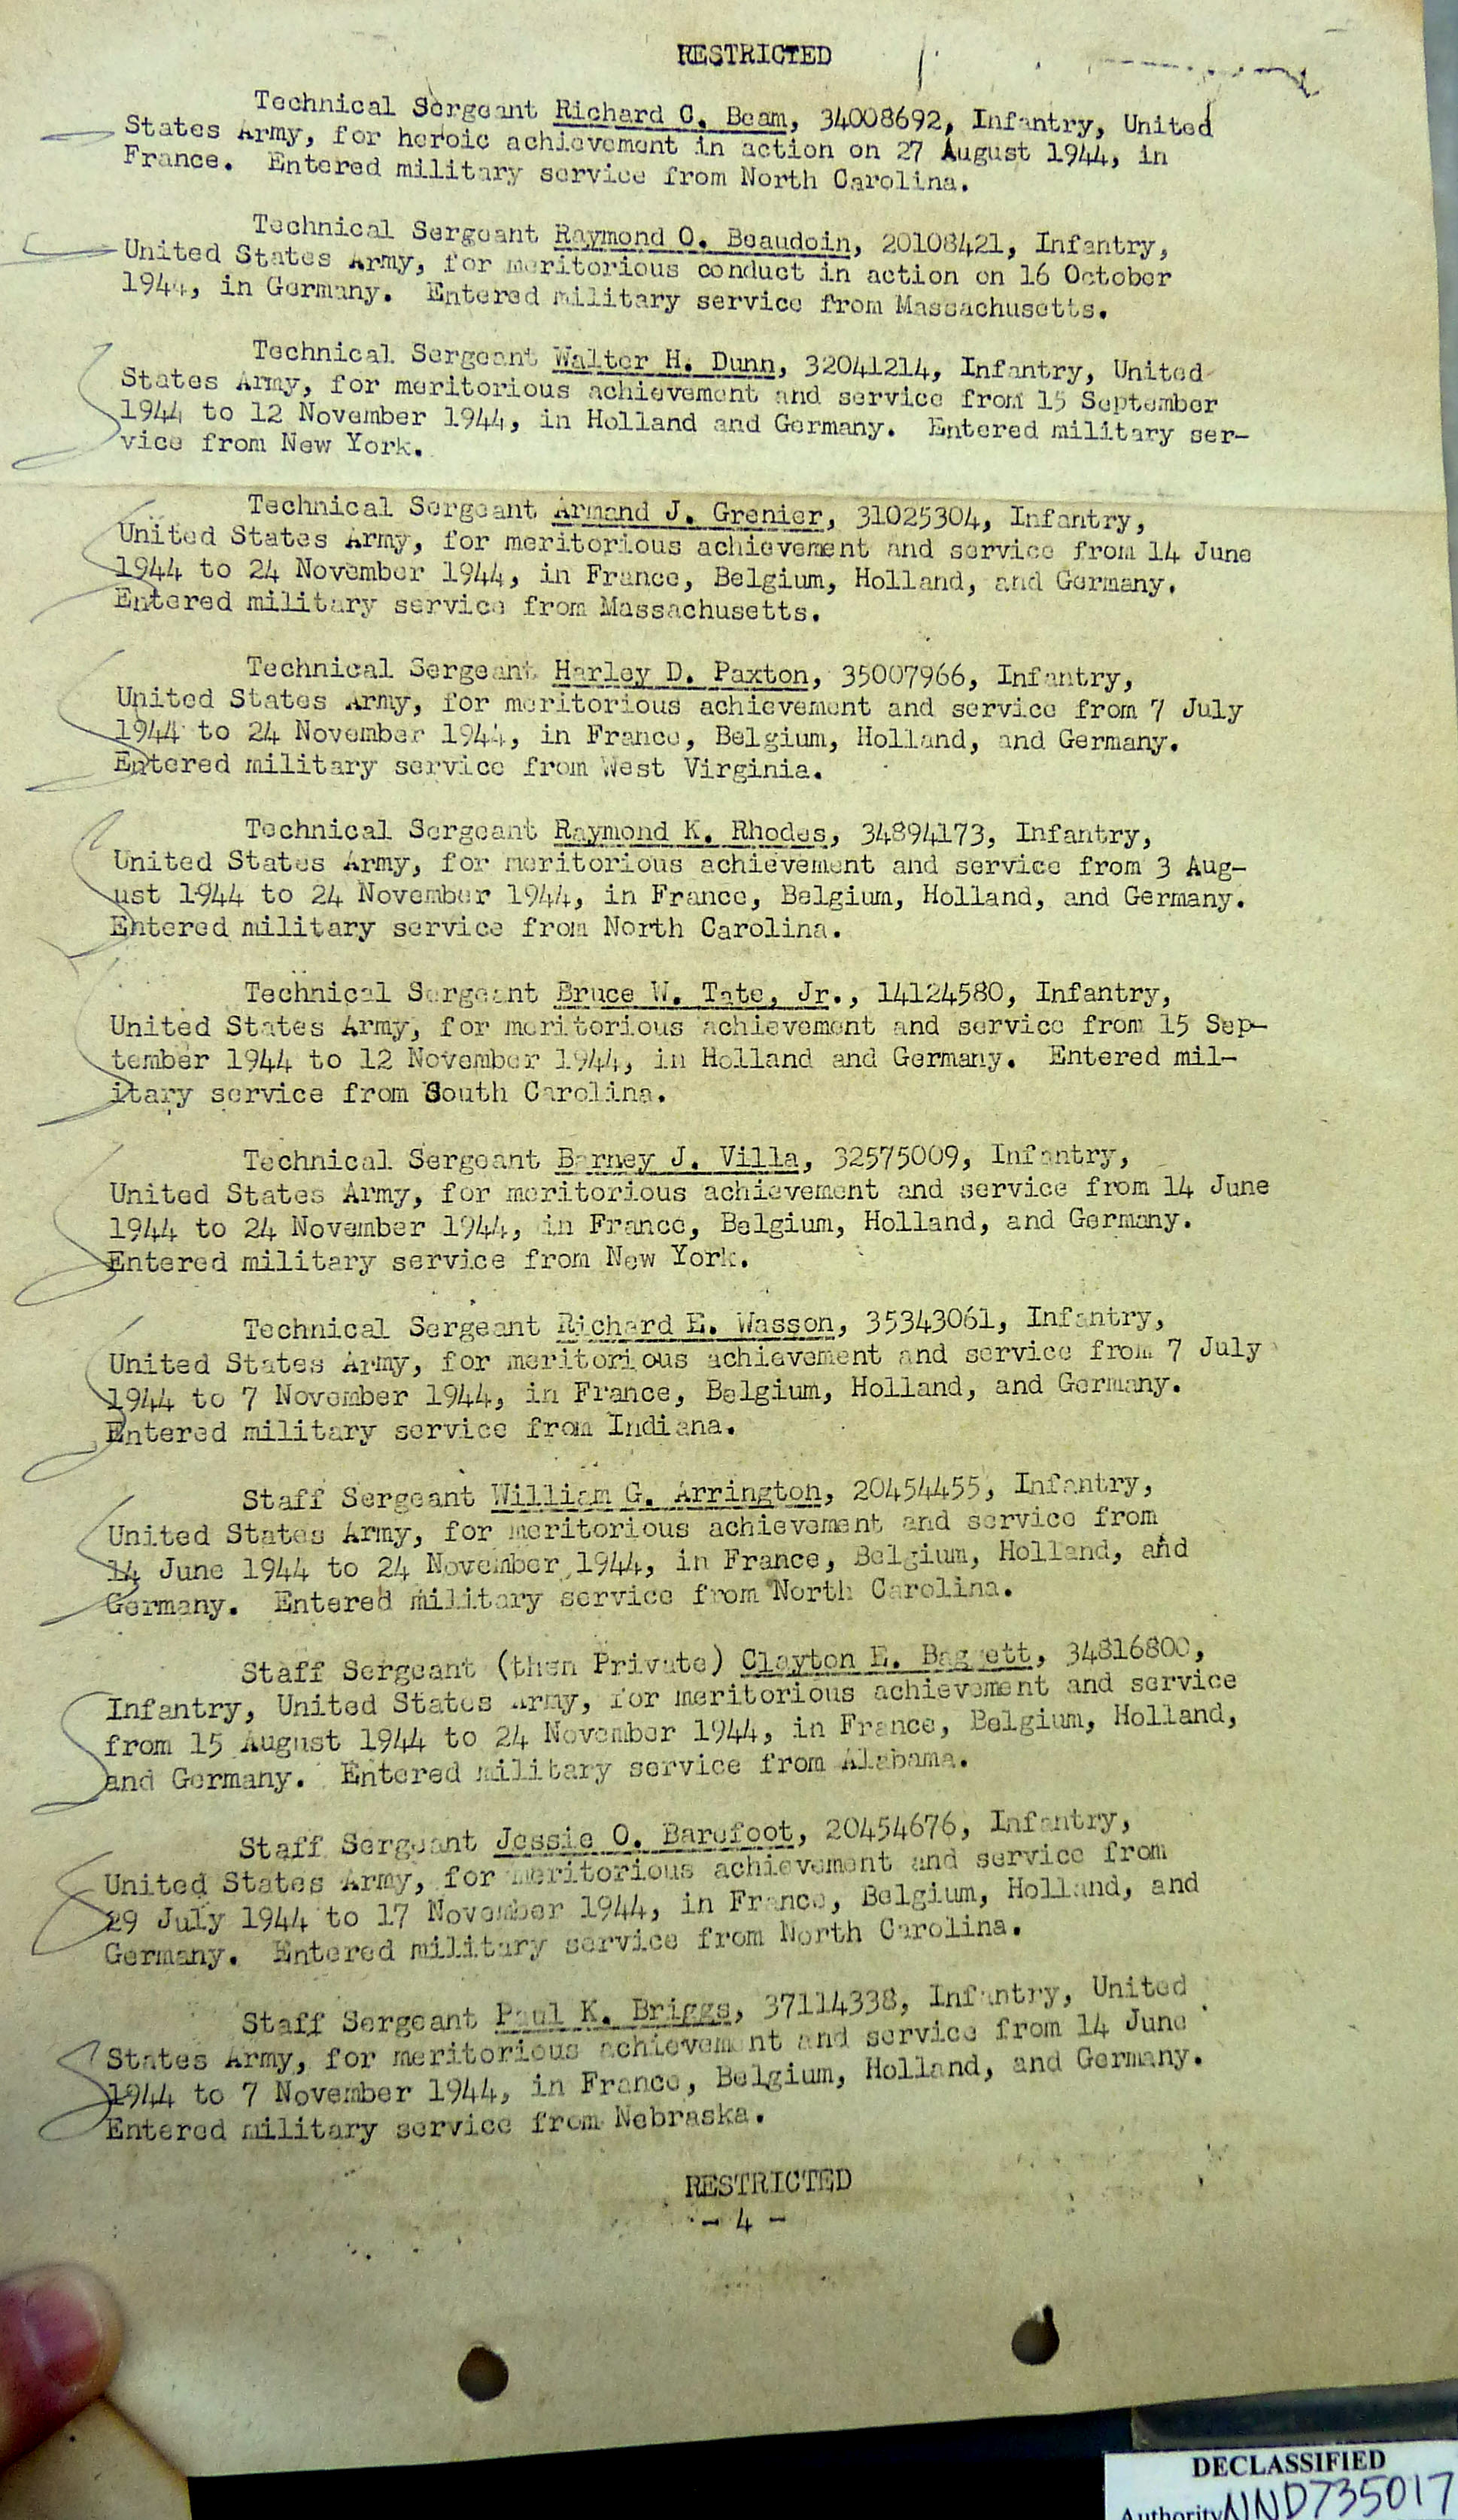 RESTRICTED
Technical Sergeant Richard C. Beam, 34008692, Infantry, United
States Army, for heroic achievement in action on 27 August 1944, in
France. Entered military service from North Carolina.
Technical Sergeant Raymond O. Beaudoin, 20108421, Infantry,
United States Army, for meritorious conduct in action on 16 October
1944, in Germany. Entered military service from Massachusetts.
Technical Sergeant Walter H. Dunn, 32041214, Infantry, United
States Army, for meritorious achievement and service from 15 September
1944 to 12 November 1944, in Holland and Germany. Entered military ser-
vice from New York.
Technical Sergeant Armand J. Grenier, 31025304, Infantry,
United States Army, for meritorious achievement and service from 14 June
1944 to 24 November 1944, in France, Belgium, Holland, and Germany.
Entered military service from Massachusetts.
Technical Sergeant Harley D. Paxton, 35007966, Infantry,
United States Army, for meritorious achievement and service from 7 July
1944 to 24 November 1944, in France, Belgium, Holland, and Germany.
Entered military service from West Virginia.
Technical Sergeant Raymond K. Rhodes, 34894173, Infantry,
United States Army, for meritorious achievement and service from 3 Aug-
ust 1944 to 24 November 1944, in France, Belgium, Holland, and Germany.
Entered military service from North Carolina.
Technical Sergeant Bruce W. Tate, Jr., 14124580, Infantry,
United States Army, for meritorious achievement and service from 15 Sep-
tember 1944 to 12 November 1944, in Holland and Germany. Entered mil-
itary service from South Carolina.
Technical Sergeant Barney J. Villa, 32575009, Infantry,
United States Army, for meritorious achievement and service from 14 June
1944 to 24 November 1944, in France, Belgium, Holland, and Germany.
Entered military service from New York.
Technical Sergeant Richard E. Wasson, 35343061, Infantry,
United States Army, for meritorious achievement and service from 7 July
1944 to 7 November 1944, in France, Belgium, Holland, and Germany.
Entered military service from Indiana.
Staff Sergeant William G. Arrington, 20454455, Infantry,
United States Army, for meritorious achievement and service from
14 June 1944 to 24 November 1944, in France, Belgium, Holland, and
Germany. Entered military service from North Carolina.
Staff Sergeant (then Private) Clayton E. Baggett, 34816800,
Infantry, United States Army, for meritorious achievement and service
from 15 August 1944 to 24 November 1944, in France, Belgium, Holland,
and Germany. Entered military service from Alabama.
Staff Sergeant Jessie O. Barefoot, 20454676, Infantry,
United States Army, for meritorious achievement and service from
29 July 1944 to 17 November 1944, in France, Belgium, Holland, and
Germany. Entered military service from North Carolina.
Staff Sergeant Paul K. Briggs, 37114338, Infantry, United
States Army, for meritorious achievement and service from 14 June
1944 to 7 November 1944, in France, Belgium, Holland, and Germany.
Entered military service from Nebraska.
RESTRICTED
- 4 -
DECLASSIFIED
Authority NND735017